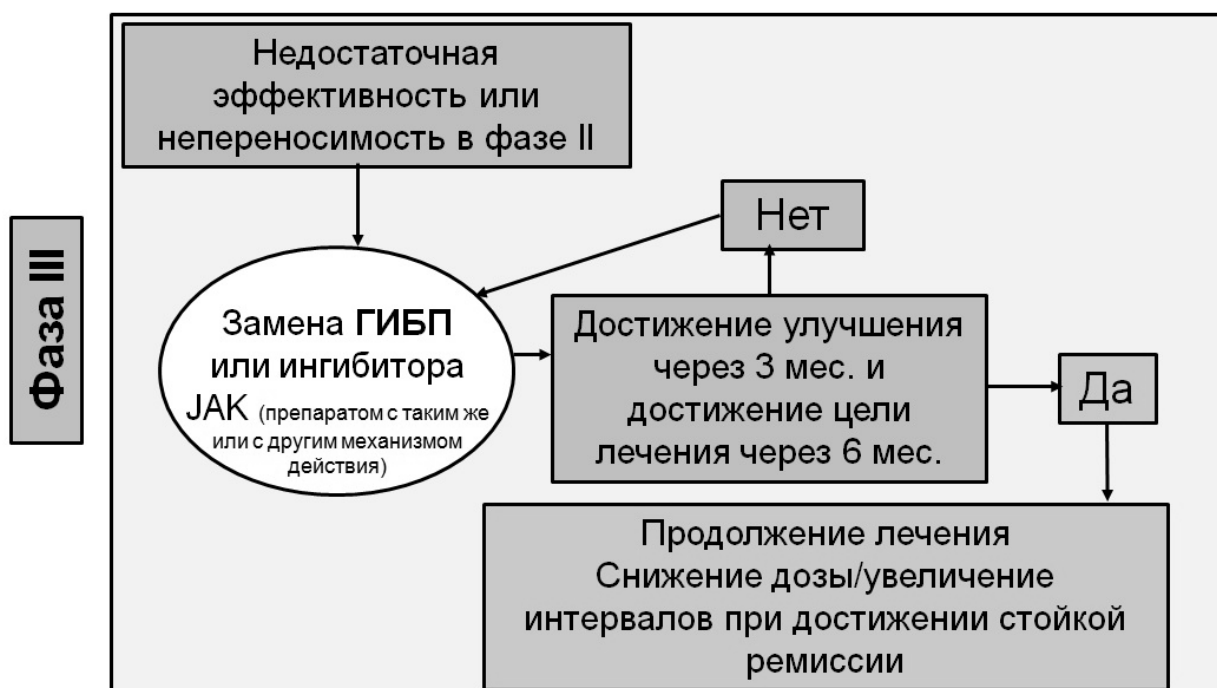 Фаза III
Недостаточная
эффективность или
непереносимость в фазе II
Нет
Замена ГИБП
или ингибитора
JAK (препаратом с таким же
или с другим механизмом
действия)
Достижение улучшения
через 3 мес. и
достижение цели
лечения через 6 мес.
Да
Продолжение лечения
Снижение дозы/увеличение
интервалов при достижении стойкой
ремиссии